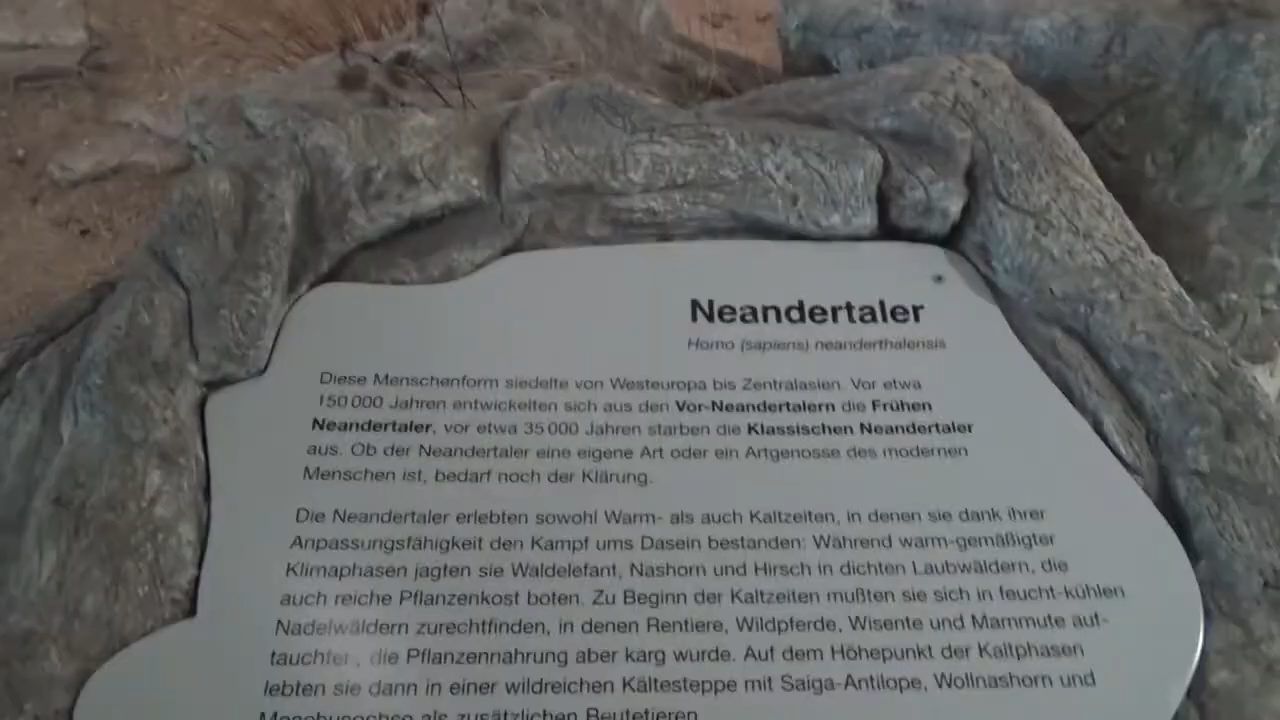 Neandertaler
Homo (sapiens) neanderthalensis
Diese Menschenform siedelte von Westeuropa bis Zentralasien. Vor etwa
150 000 Jahren entwickelten sich aus den Vor-Neandertalern die Frühen
Neandertaler, vor etwa 35 000 Jahren starben die Klassischen Neandertaler
aus. Ob der Neandertaler eine eigene Art oder ein Artgenosse des modernen
Menschen ist, bedarf noch der Klärung.
Die Neandertaler erlebten sowohl Warm- als auch Kaltzeiten, in denen sie dank ihrer
Anpassungsfähigkeit den Kampf ums Dasein bestanden: Während warm-gemäßigter
Klimaphasen jagten sie Waldelefant, Nashorn und Hirsch in dichten Laubwäldern, die
auch reiche Pflanzenkost boten. Zu Beginn der Kaltzeiten mußten sie sich in feucht-kühlen
Nadelwäldern zurechtfinden, in denen Rentiere, Wildpferde, Wisente und Mammute auf-
tauchten, die Pflanzennahrung aber karg wurde. Auf dem Höhepunkt der Kaltphasen
lebten sie dann in einer wildreichen Kältesteppe mit Saiga-Antilope, Wollnashorn und
Moschusochse als zusätzlichen Beutetieren